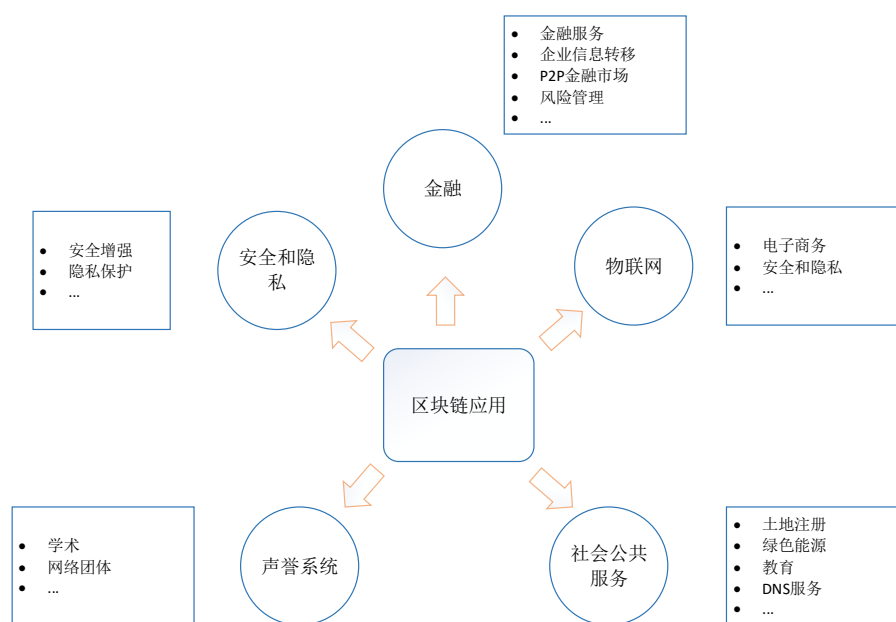 金融服务
企业信息转移
P2P金融市场
风险管理
...
金融
安全增强
隐私保护
...
安全和隐
私
物联网
电子商务
安全和隐私
...
区块链应用
学术
网络团体
...
声誉系统
社会公共
服务
土地注册
绿色能源
教育
DNS服务
...